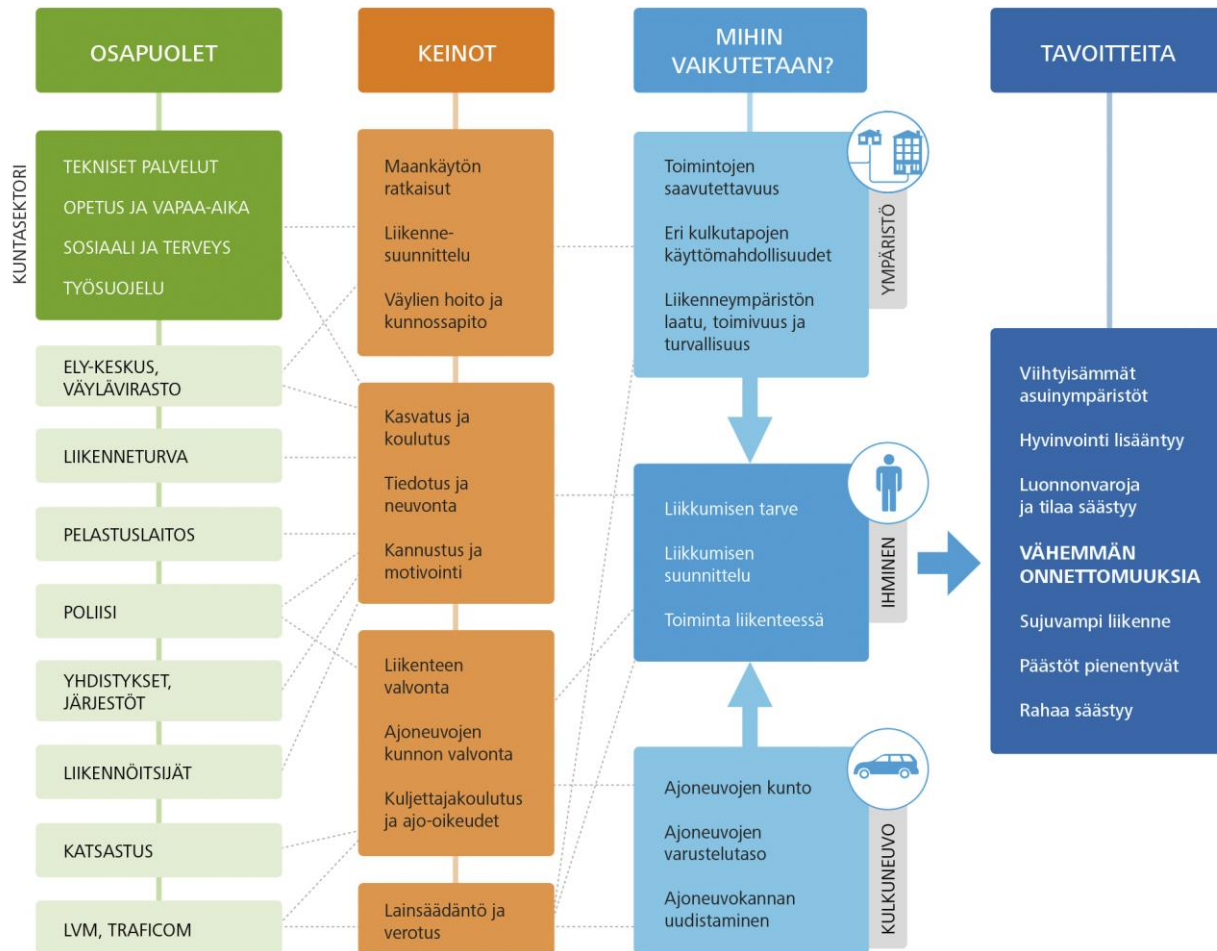 OSAPUOLET
KUNTASEKTORI
TEKNISET PALVELUT
OPETUS JA VAPAA-AIKA
SOSIAALI JA TERVEYS
TYÖSUOJELU
ELY-KESKUS,
VÄYLÄVIRASTO
LIIKENNETURVA
PELASTUSLAITOS
POLIISI
YHDISTYKSET,
JÄRJESTÖT
LIIKENNÖITSIJÄT
KATSASTUS
LVM, TRAFICOM
KEINOT
Maankäytön
ratkaisut
Liikenne-
suunnittelu
Väylien hoito ja
kunnossapito
Kasvatus ja
koulutus
Tiedotus ja
neuvonta
Kannustus ja
motivointi
Liikenteen
valvonta
Ajoneuvojen
kunnon valvonta
Kuljettajakoulutus
ja ajo-oikeudet
Lainsäädäntö ja
verotus
MIHIN
VAIKUTETAAN?
Toimintojen
saavutettavuus
Eri kulkutapojen
käyttömahdollisuudet
Liikenneympäristön
laatu, toimivuus ja
turvallisuus
YMPÄRISTÖ
Liikkumisen tarve
Liikkumisen
suunnittelu
Toiminta liikenteessä
IHMINEN
Ajoneuvojen kunto
Ajoneuvojen
varustelutaso
Ajoneuvokannan
uudistaminen
KULKUNEUVO
TAVOITTEITA
Viihtyisämmät
asuinympäristöt
Hyvinvointi lisääntyy
Luonnonvaroja
ja tilaa säästyy
VÄHEMMÄN
ONNETTOMUUKSIA
Sujuvampi liikenne
Päästöt pienentyvät
Rahaa säästyy